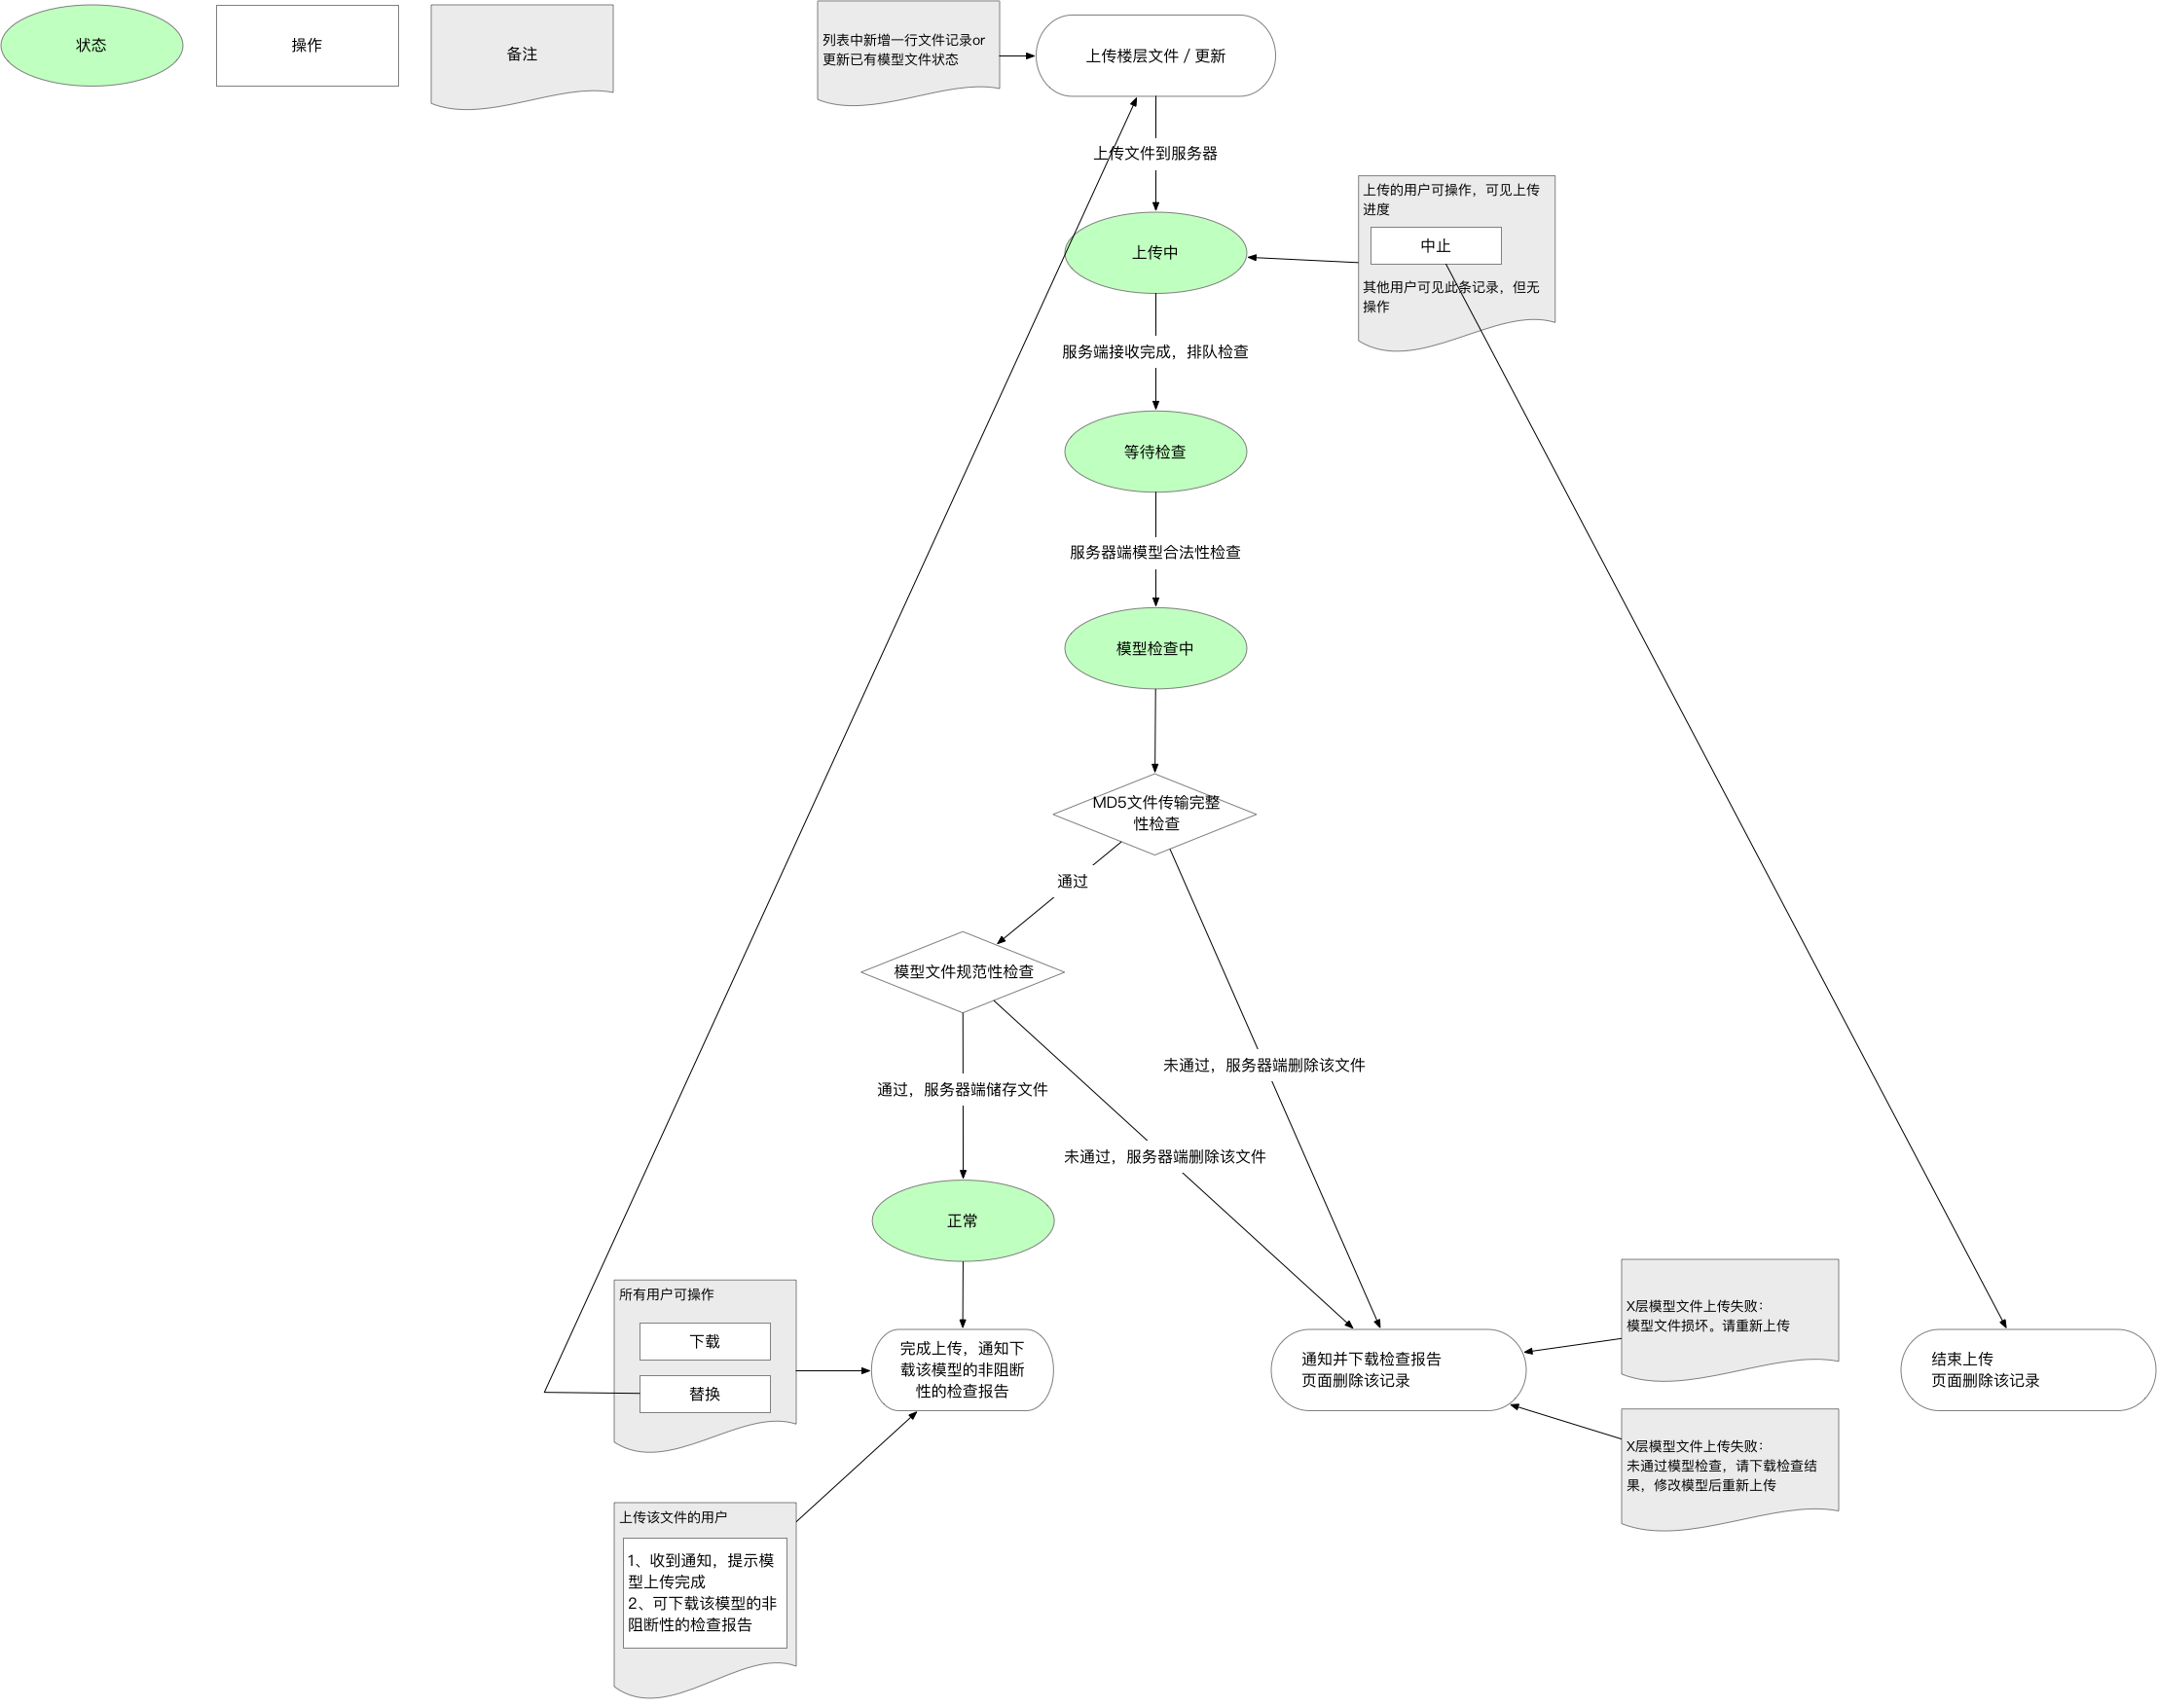 状态
操作
备注
列表中新增一行文件记录or
更新已有模型文件状态
上传楼层文件 / 更新
上传文件到服务器
上传的用户可操作，可见上传
进度
中止
其他用户可见此条记录，但无
操作
上传中
服务端接收完成，排队检查
等待检查
服务器端模型合法性检查
模型检查中
MD5文件传输完整
性检查
通过
模型文件规范性检查
未通过，服务器端删除该文件
通过，服务器端储存文件
未通过，服务器端删除该文件
正常
所有用户可操作
下载
替换
完成上传，通知下
载该模型的非阻断
性的检查报告
通知并下载检查报告
页面删除该记录
X层模型文件上传失败：
模型文件损坏。请重新上传
结束上传
页面删除该记录
X层模型文件上传失败：
未通过模型检查，请下载检查结
果，修改模型后重新上传
上传该文件的用户
1、收到通知，提示模
型上传完成
2、可下载该模型的非
阻断性的检查报告